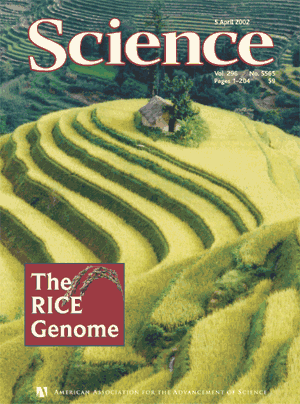 5 April 2002
Science
Vol. 296 No. 5565
Pages 1–204 $9
The
RICE
Genome
AMERICAN ASSOCIATION FOR THE ADVANCEMENT OF SCIENCE